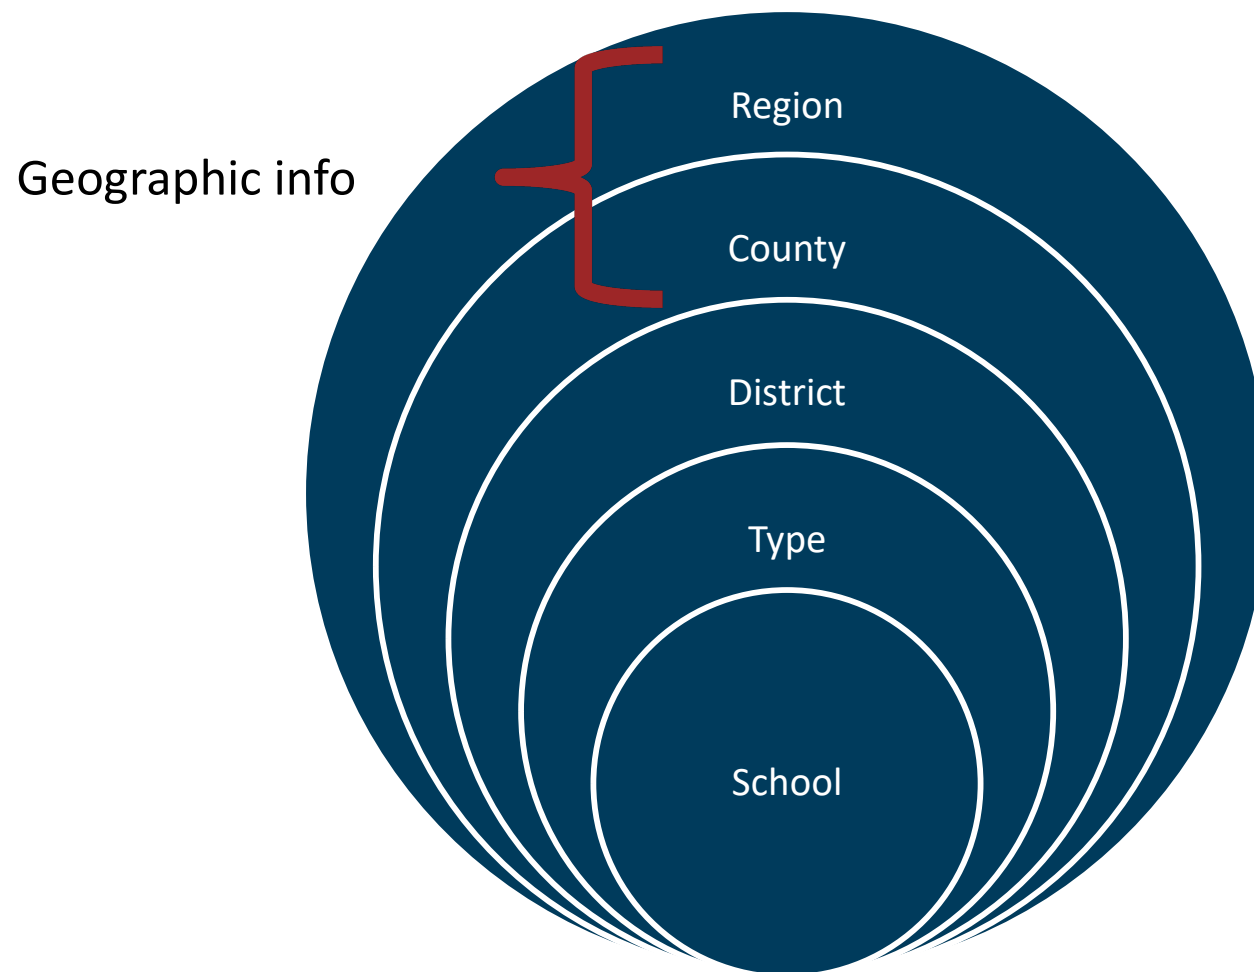 Region
Geographic info
County
District
Type
School